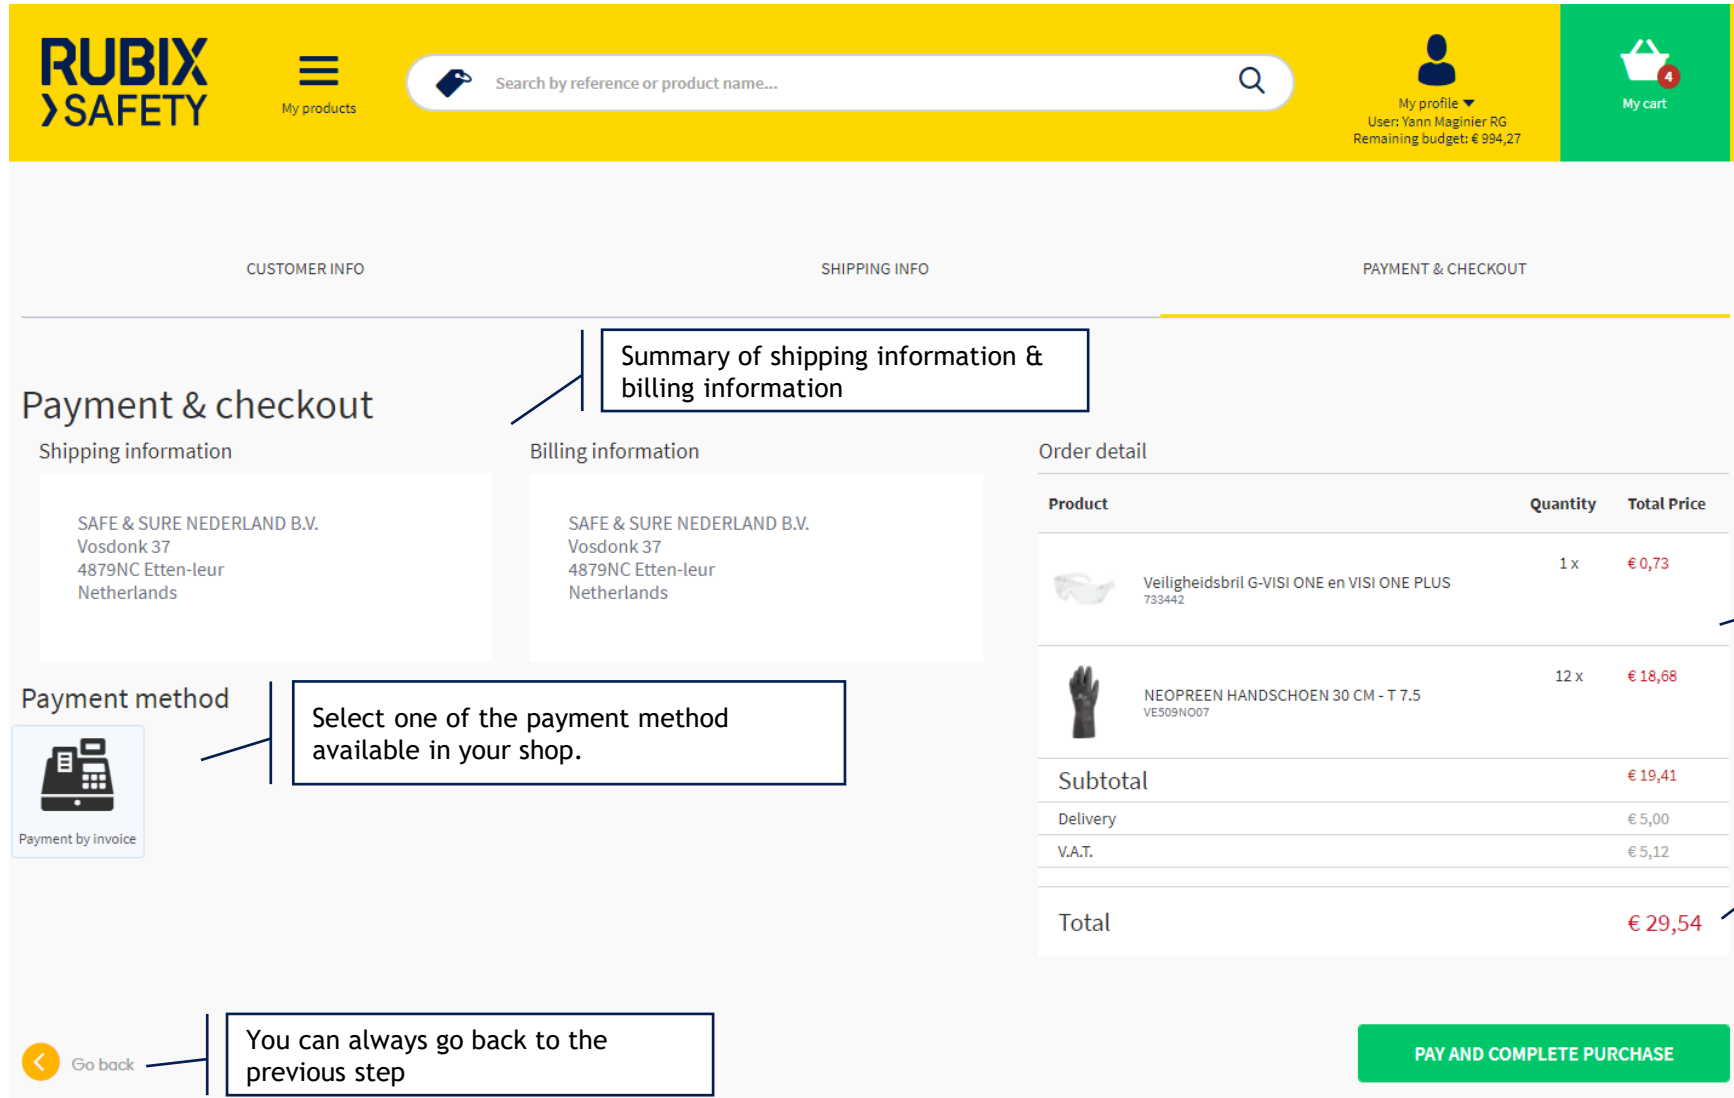 RUBIX
SAFETY
My products
Search by reference or product name...
My profile
User: Yann Maginier RG
Remaining budget: € 994,27
4
My cart
CUSTOMER INFO
SHIPPING INFO
PAYMENT & CHECKOUT
Summary of shipping information &
billing information
Payment & checkout
Shipping information
SAFE & SURE NEDERLAND B.V.
Vosdonk 37
4879NC Etten-leur
Netherlands
Billing information
SAFE & SURE NEDERLAND B.V.
Vosdonk 37
4879NC Etten-leur
Netherlands
Payment method
Select one of the payment method
available in your shop.
Payment by invoice
Order detail
Product Quantity Total Price
Veiligheidsbril G-VISI ONE en VISI ONE PLUS 1 x € 0,73
733442
NEOPREEN HANDSCHOEN 30 CM - T 7.5 12 x € 18,68
VE509NO07
Subtotal € 19,41
Delivery € 5,00
V.A.T. € 5,12
Total € 29,54
Go back
You can always go back to the
previous step
PAY AND COMPLETE PURCHASE